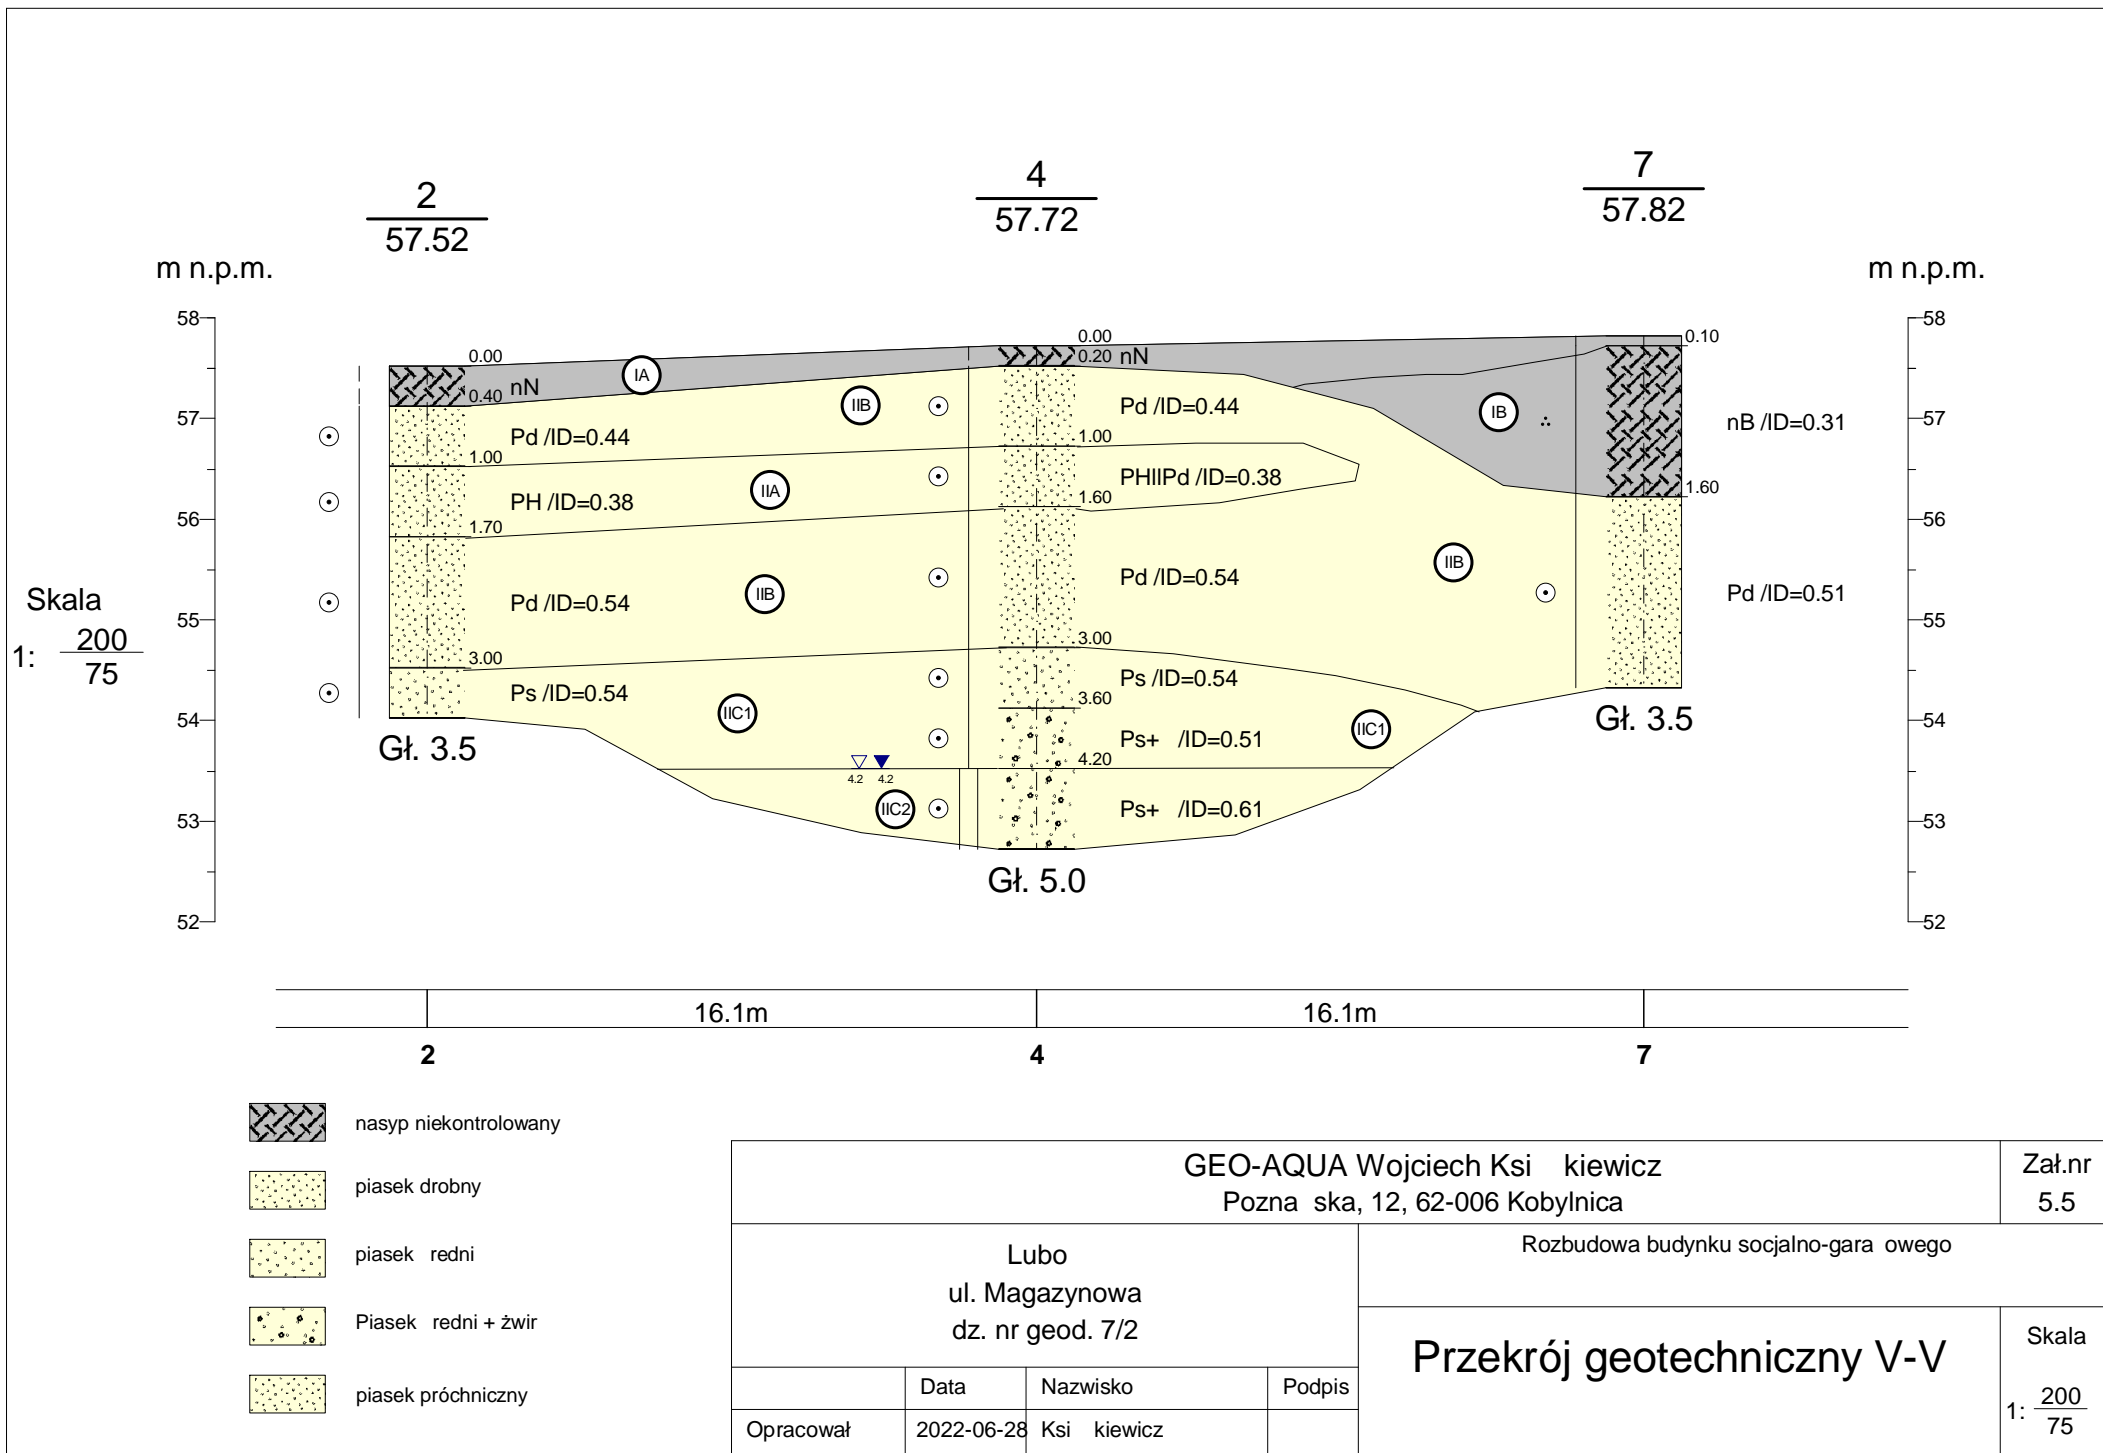 2
57.52
4
57.72
7
57.82
m n.p.m.
m n.p.m.
58
57
56
55
54
53
52
58
57
56
55
54
53
52
Skala
1: 200
75
0.00
0.40
nN
Pd /ID=0.44
1.00
PH /ID=0.38
1.70
Pd /ID=0.54
3.00
Ps /ID=0.54
Gł. 3.5
IA
IIB
IIA
IIB
IIC1
4.2 4.2
IIC2
0.00
0.20 nN
Pd /ID=0.44
1.00
PHIIPd /ID=0.38
1.60
Pd /ID=0.54
3.00
Ps /ID=0.54
3.60
Ps+ /ID=0.51
4.20
Ps+ /ID=0.61
Gł. 5.0
IB
IIB
IIC1
0.10
nB /ID=0.31
1.60
Pd /ID=0.51
Gł. 3.5
16.1m
16.1m
2
4
7
nasyp niekontrolowany
piasek drobny
piasek redni
Piasek redni + żwir
piasek próchniczny
GEO-AQUA Wojciech Ksi kiewicz
Pozna ska, 12, 62-006 Kobylnica
Zał.nr
5.5
Lubo
ul. Magazynowa
dz. nr geod. 7/2
Rozbudowa budynku socjalno-gara owego
Przekrój geotechniczny V-V
Skala
1: 200
75
Data Nazwisko Podpis
Opracował 2022-06-28 Ksi kiewicz